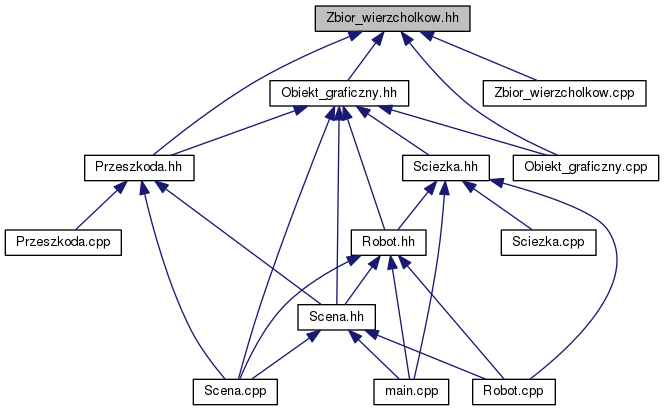 Zbior_wierzcholkow.hh
Obiekt_graficzny.hh
Zbior_wierzcholkow.cpp
Przeszkoda.hh
Sciezka.hh
Obiekt_graficzny.cpp
Przeszkoda.cpp
Robot.hh
Sciezka.cpp
Scena.hh
Scena.cpp
main.cpp
Robot.cpp